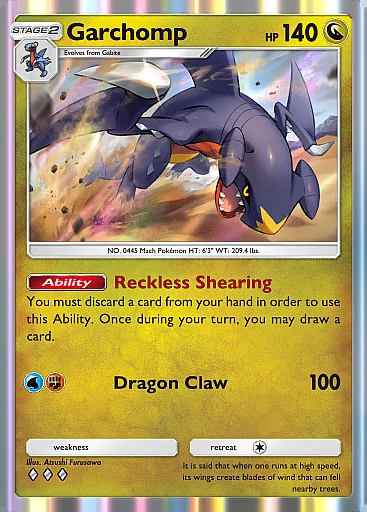 STAGE 2
Garchomp
HP 140
Evolves from Gabite
NO. 0445 Mach Pokémon HT: 6'3" WT: 209.4 lbs.
Ability Reckless Shearing
You must discard a card from your hand in order to
use this Ability. Once during your turn, you may draw a
card.
Dragon Claw 100
weakness
retreat
Illus. Atsushi Furusawa
It is said that when one runs at high speed,
its wings create blades of wind that can fell
nearby trees.